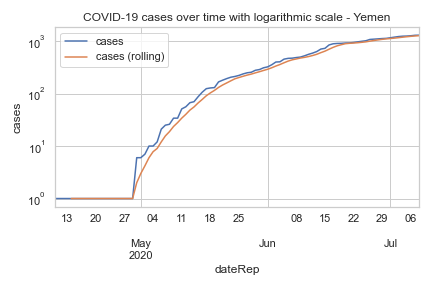 COVID-19 cases over time with logarithmic scale - Yemen
cases
cases (rolling)
10³
10²
10¹
10⁰
cases
13 20 27 04 11 18 25 08 15 22 29 06
May Jun Jul
2020
dateRep